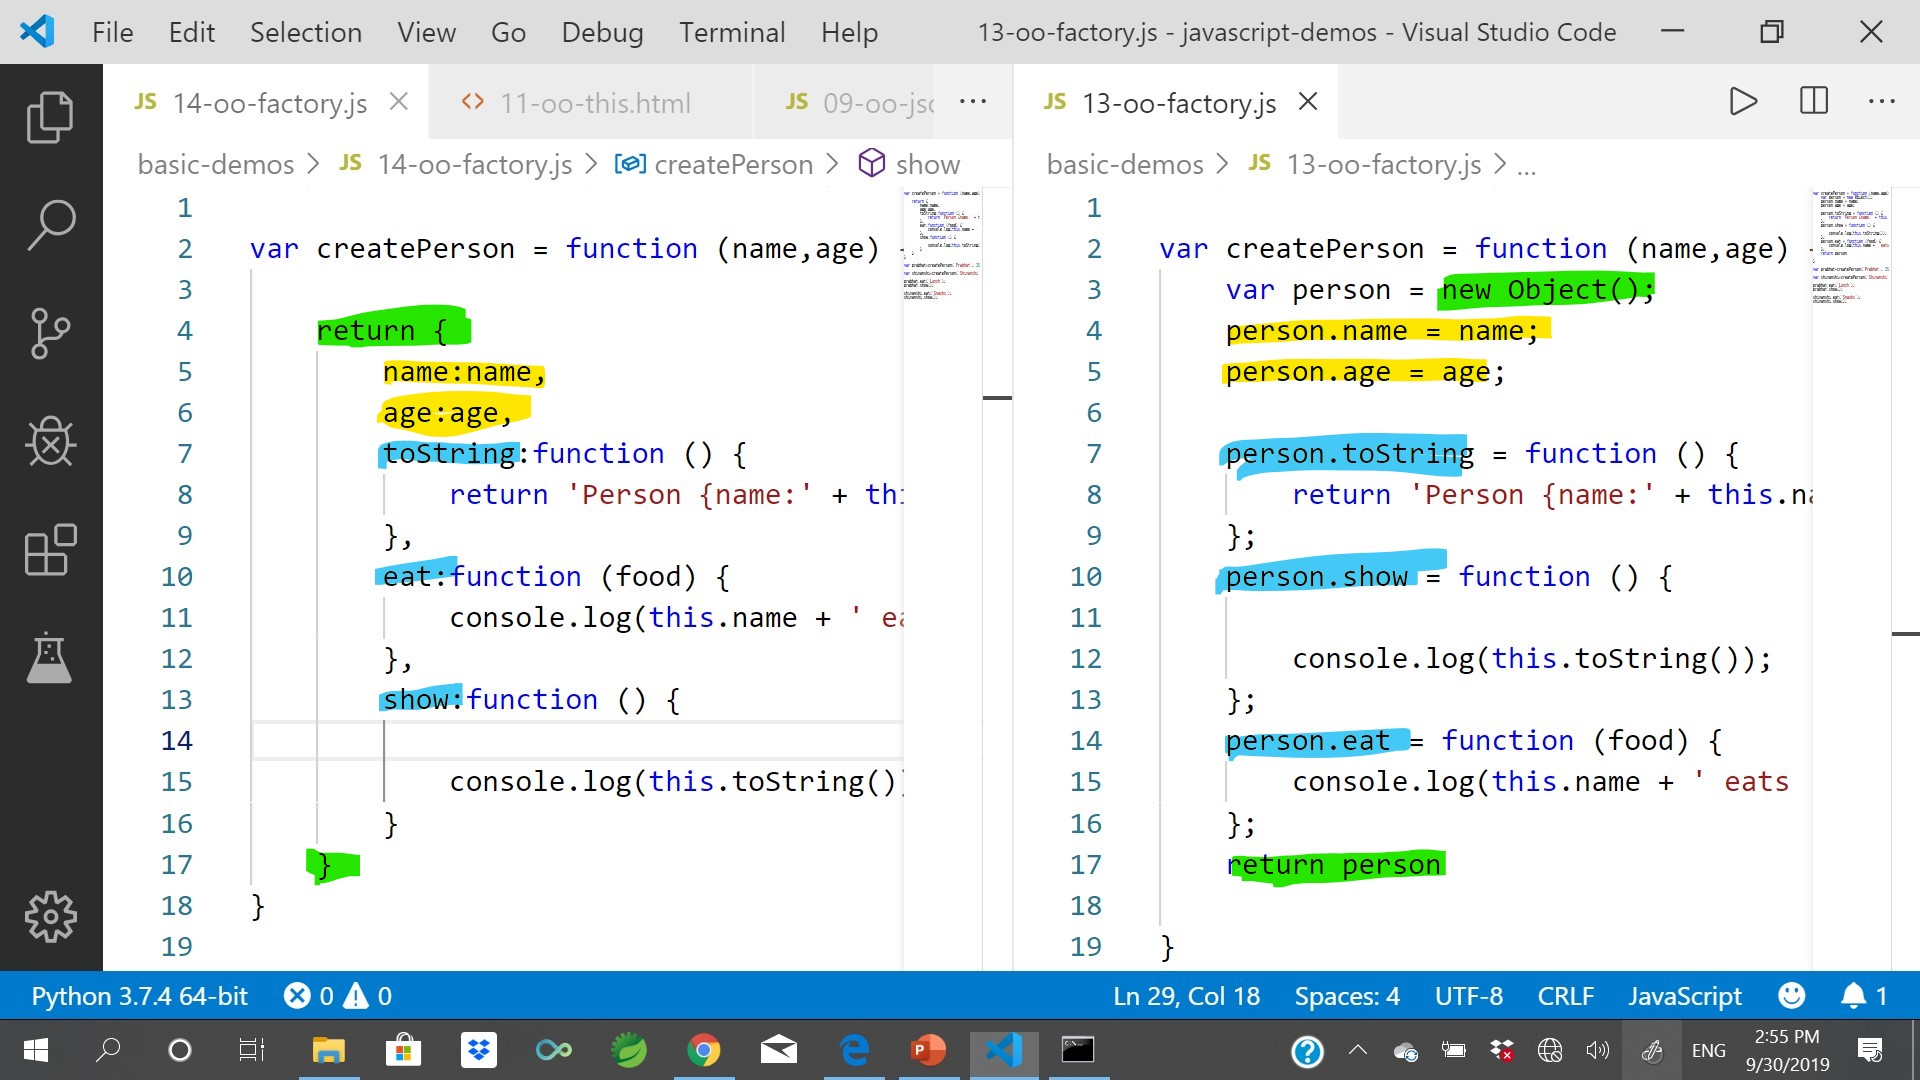 File Edit Selection View Go Debug Terminal Help 13-oo-factory.js - javascript-demos - Visual Studio Code
JS 14-oo-factory.js 11-oo-this.html JS 09-oo-jsc ...
basic-demos > JS 14-oo-factory.js > createPerson > show
1
2 var createPerson = function (name,age)
3
4 return {
5 name:name,
6 age:age,
7 toString:function () {
8 return 'Person {name:' + thi
9 },
10 eat:function (food) {
11 console.log(this.name + ' ea
12 },
13 show:function () {
14
15 console.log(this.toString()
16 }
17 }
18 }
19
JS 13-oo-factory.js ...
basic-demos > JS 13-oo-factory.js > ...
1
2 var createPerson = function (name,age)
3 var person = new Object();
4 person.name = name;
5 person.age = age;
6
7 person.toString = function () {
8 return 'Person {name:' + this.na
9 };
10 person.show = function () {
11
12 console.log(this.toString());
13 };
14 person.eat = function (food) {
15 console.log(this.name + ' eats
16 };
17 return person
18
19 }
Python 3.7.4 64-bit 0 0 Ln 29, Col 18 Spaces: 4 UTF-8 CRLF JavaScript 1
ENG 2:55 PM
9/30/2019